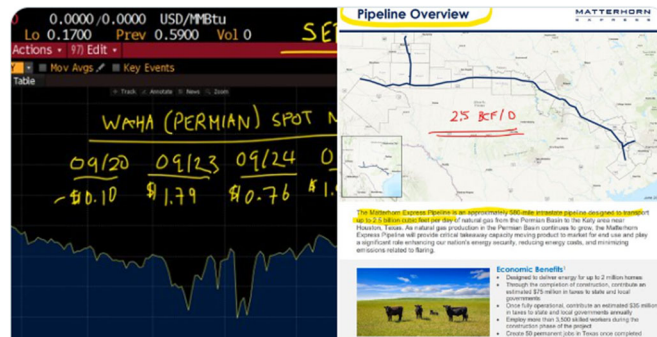 0.0000/0.0000 USD/MMBtu
Lo 0.1700 Prev 0.5900 Vol 0
Actions 97) Edit
Mov Avgs Key Events
Table
Track Annotate News Zoom
WAHA (PERMIAN) SPOT
09/20 09/23 09/24
-$0.10 $1.79 $0.76 $1.
Pipeline Overview
MATTERHORN
EXPRESS
2.5 BCF/D
The Matterhorn Express Pipeline is an approximately 580-mile intrastate pipeline designed to transport
up to 2.5 billion cubic feet per day of natural gas from the Permian Basin to the Katy area near
Houston, Texas. As natural gas production in the Permian Basin continues to grow, the Matterhorn
Express Pipeline will provide critical takeaway capacity moving product to market for end use and play
a significant role enhancing our nation's energy security, reducing energy costs, and minimizing
emissions related to flaring.
Economic Benefits¹
• Designed to deliver energy for up to 2 million homes
• Through the completion of construction, contribute an
estimated $75 million in taxes to state and local
governments
• Once fully operational, contribute an estimated $35 million
in taxes to state and local governments annually
• Employ more than 3,500 skilled workers during the
construction phase of the project
• Create 50 permanent jobs in Texas once completed